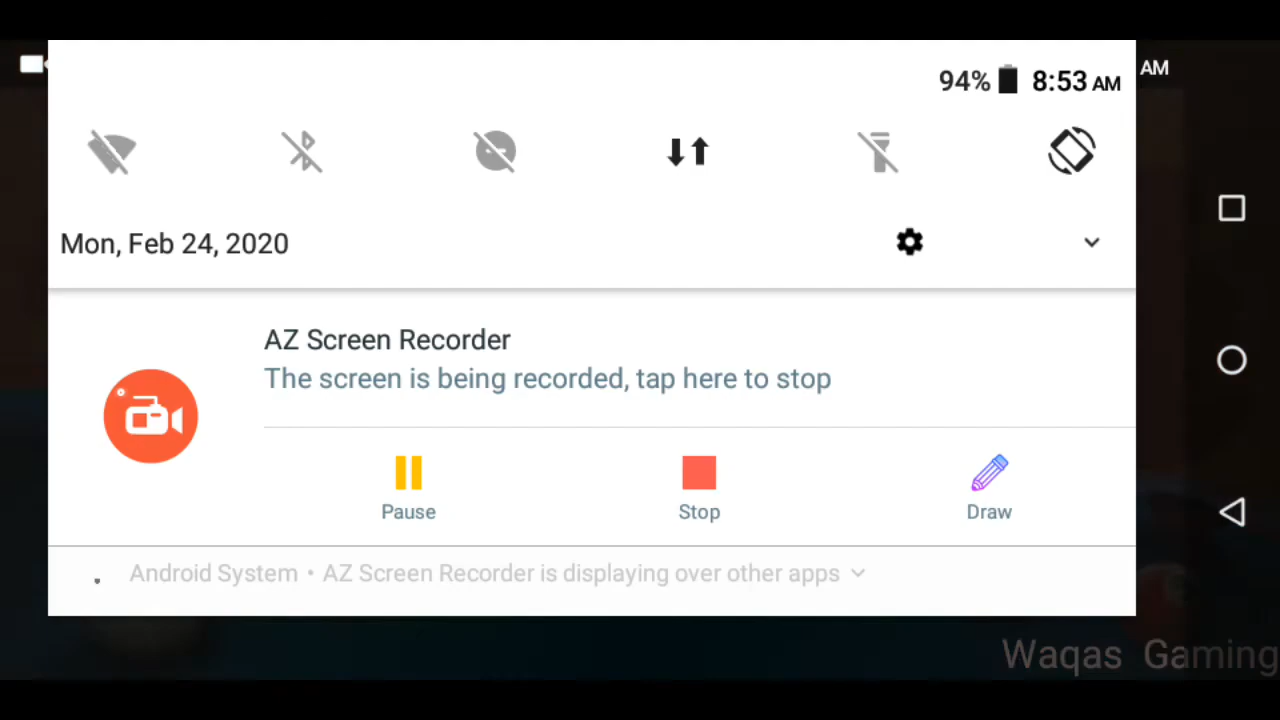 AM
94% 8:53 AM
Mon, Feb 24, 2020
AZ Screen Recorder
The screen is being recorded, tap here to stop
Pause
Stop
Draw
Android System • AZ Screen Recorder is displaying over other apps
Waqas Gaming